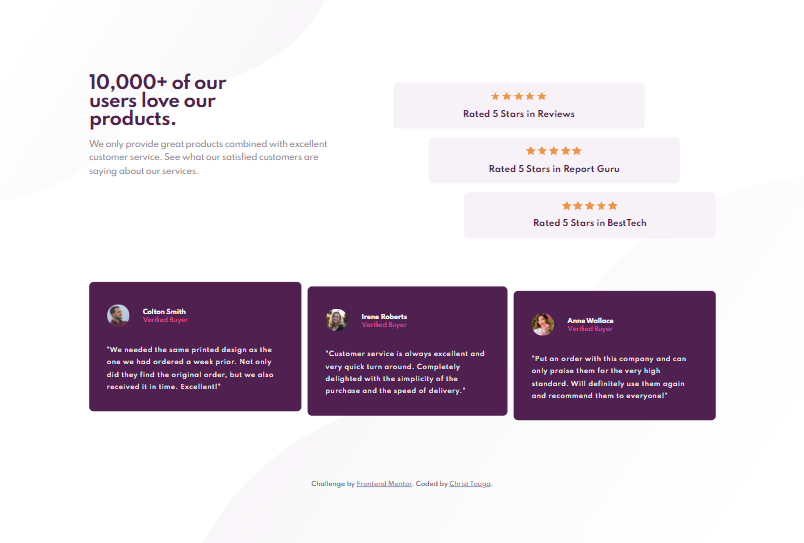 10,000+ of our
users love our
products.
We only provide great products combined with excellent
customer service. See what our satisfied customers are
saying about our services.
Rated 5 Stars in Reviews
Rated 5 Stars in Report Guru
Rated 5 Stars in BestTech
Colton Smith
Verified Buyer
"We needed the same printed design as the
one we had ordered a week prior. Not only
did they find the original order, but we also
received it in time. Excellent!"
Irene Roberts
Verified Buyer
"Customer service is always excellent and
very quick turn around. Completely
delighted with the simplicity of the
purchase and the speed of delivery."
Anne Wallace
Verified Buyer
"Put an order with this company and can
only praise them for the very high
standard. Will definitely use them again
and recommend them to everyone!"
Challenge by Frontend Mentor. Coded by Christ Tougo.